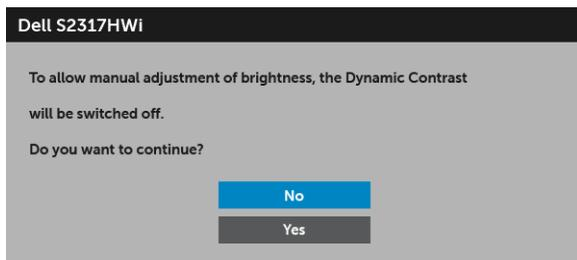 Dell S2317HWi
To allow manual adjustment of brightness, the Dynamic Contrast
will be switched off.
Do you want to continue?
No
Yes